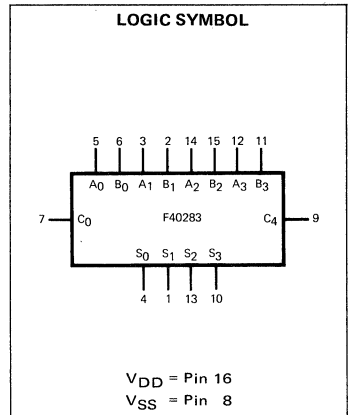 LOGIC SYMBOL
5 6 3 2 14 15 12 11
A0 B0 A1 B1 A2 B2 A3 B3
7 C0 F40283 C4 9
S0 S1 S2 S3
4 1 13 10
VDD = Pin 16
VSS = Pin 8